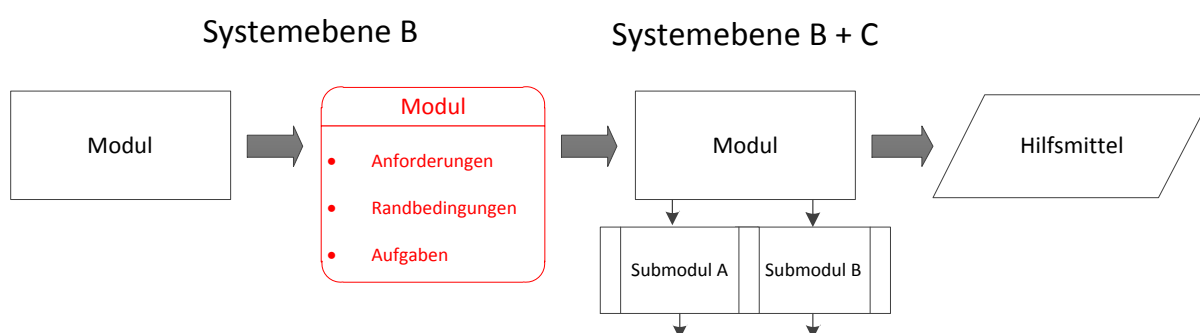 Systemebene B
Systemebene B + C
Modul
Modul
• Anforderungen
• Randbedingungen
• Aufgaben
Modul
Hilfsmittel
Submodul A
Submodul B